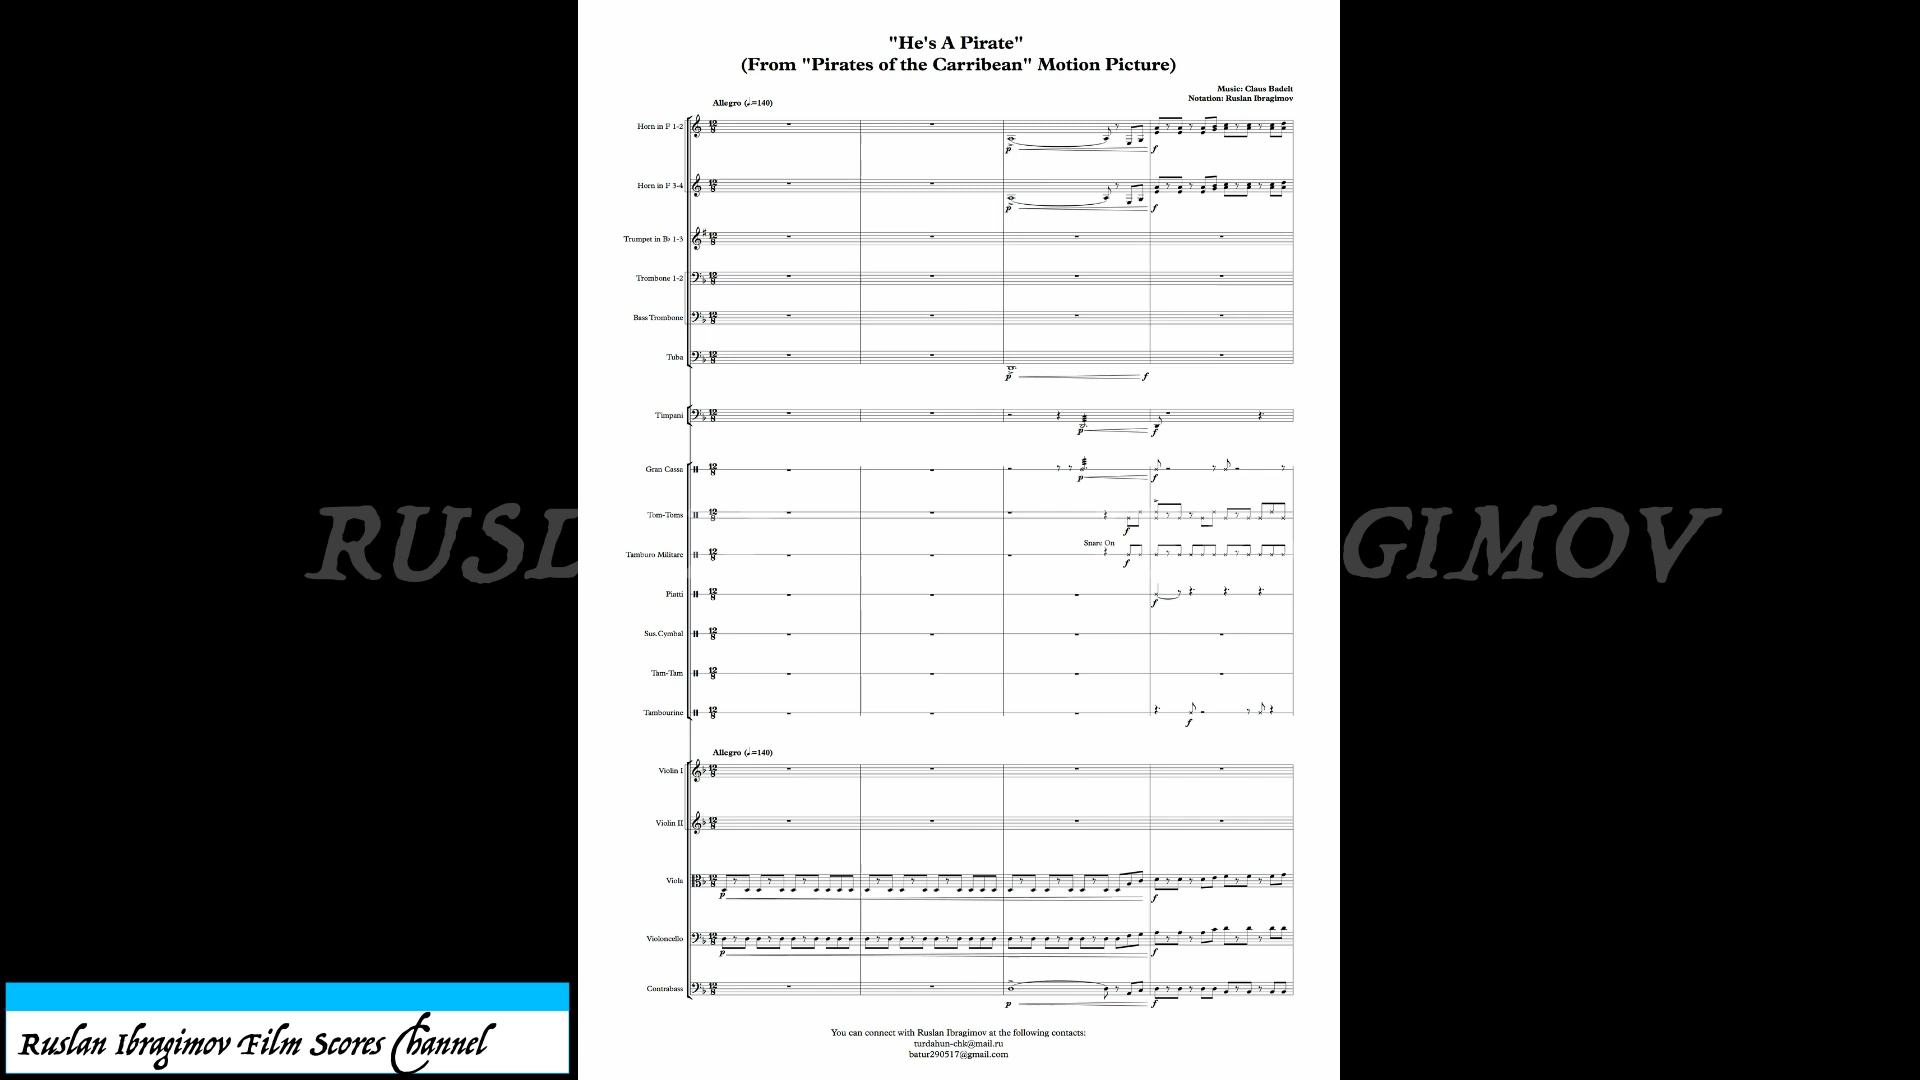 "He's A Pirate"
(From "Pirates of the Carribean" Motion Picture)
Music: Claus Badelt
Notation: Ruslan Ibragimov
Allegro (♩.=140)
Horn in F 1-2
p
f
Horn in F 3-4
p
f
Trumpet in B♭ 1-3
Trombone 1-2
Bass Trombone
Tuba
p
f
Timpani
p
f
Gran Cassa
p
f
Tom-Toms
f
Snare On
Tamburo Militare
f
Piatti
f
Sus.Cymbal
Tam-Tam
Tambourine
f
Allegro (♩.=140)
Violin I
Violin II
Viola
p
f
Violoncello
p
f
Contrabass
p
f
You can connect with Ruslan Ibragimov at the following contacts:
turdahun-chk@mail.ru
batur290517@gmail.com
RUSL
GIMOV
Ruslan Ibragimov Film Scores Channel